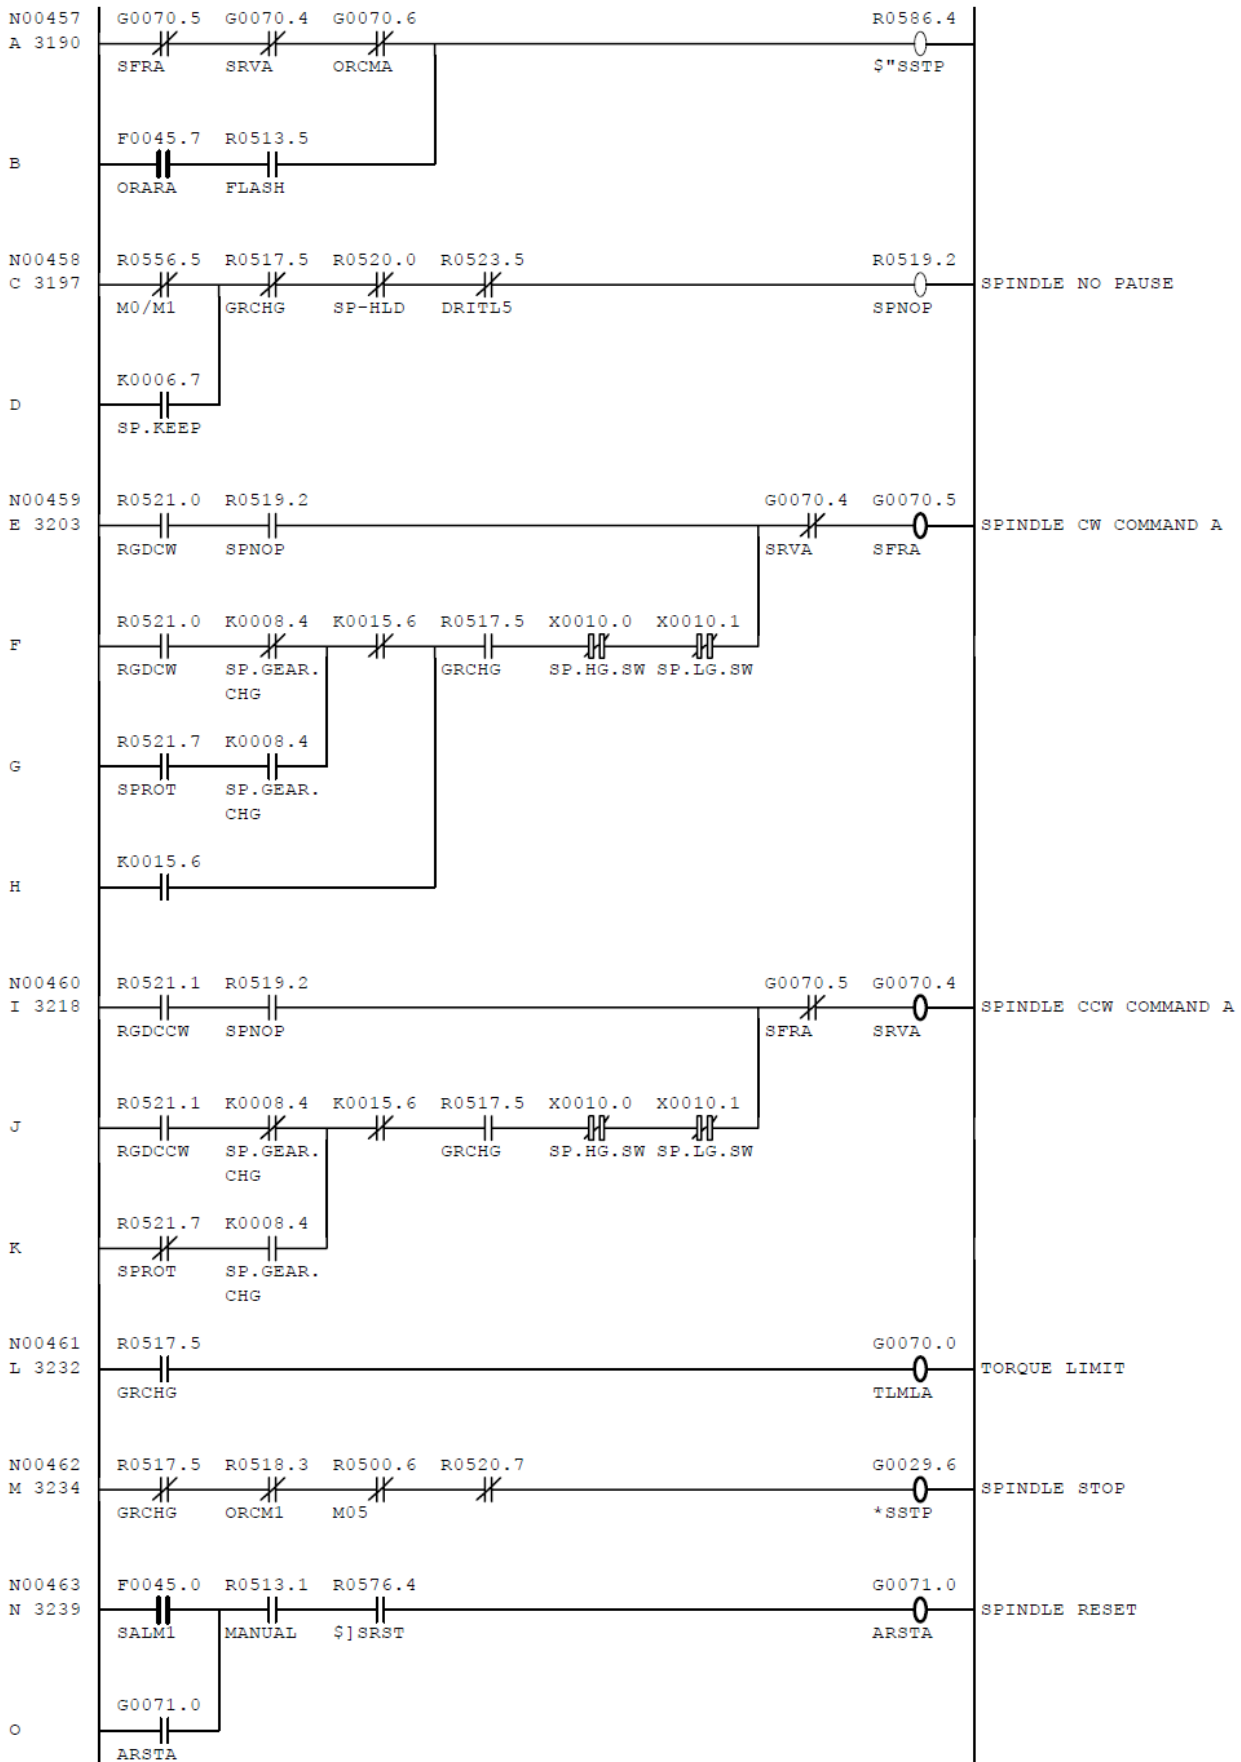 N00457 G0070.5 G0070.4 G0070.6 R0586.4
A 3190
SFRA SRVA ORCMA $"SSTP
F0045.7 R0513.5
B
ORARA FLASH
N00458 R0556.5 R0517.5 R0520.0 R0523.5 R0519.2
C 3197 SPINDLE NO PAUSE
M0/M1 GRCHG SP-HLD DRITL5 SPNOP
K0006.7
D
SP.KEEP
N00459 R0521.0 R0519.2 G0070.4 G0070.5
E 3203 SPINDLE CW COMMAND A
RGDCW SPNOP SRVA SFRA
R0521.0 K0008.4 K0015.6 R0517.5 X0010.0 X0010.1
F
RGDCW SP.GEAR. GRCHG SP.HG.SW SP.LG.SW
CHG
R0521.7 K0008.4
G
SPROT SP.GEAR.
CHG
K0015.6
H
N00460 R0521.1 R0519.2 G0070.5 G0070.4
I 3218 SPINDLE CCW COMMAND A
RGDCCW SPNOP SFRA SRVA
R0521.1 K0008.4 K0015.6 R0517.5 X0010.0 X0010.1
J
RGDCCW SP.GEAR. GRCHG SP.HG.SW SP.LG.SW
CHG
R0521.7 K0008.4
K
SPROT SP.GEAR.
CHG
N00461 R0517.5 G0070.0
L 3232 TORQUE LIMIT
GRCHG TLMLA
N00462 R0517.5 R0518.3 R0500.6 R0520.7 G0029.6
M 3234 SPINDLE STOP
GRCHG ORCM1 M05 *SSTP
N00463 F0045.0 R0513.1 R0576.4 G0071.0
N 3239 SPINDLE RESET
SALM1 MANUAL $]SRST ARSTA
G0071.0
O
ARSTA